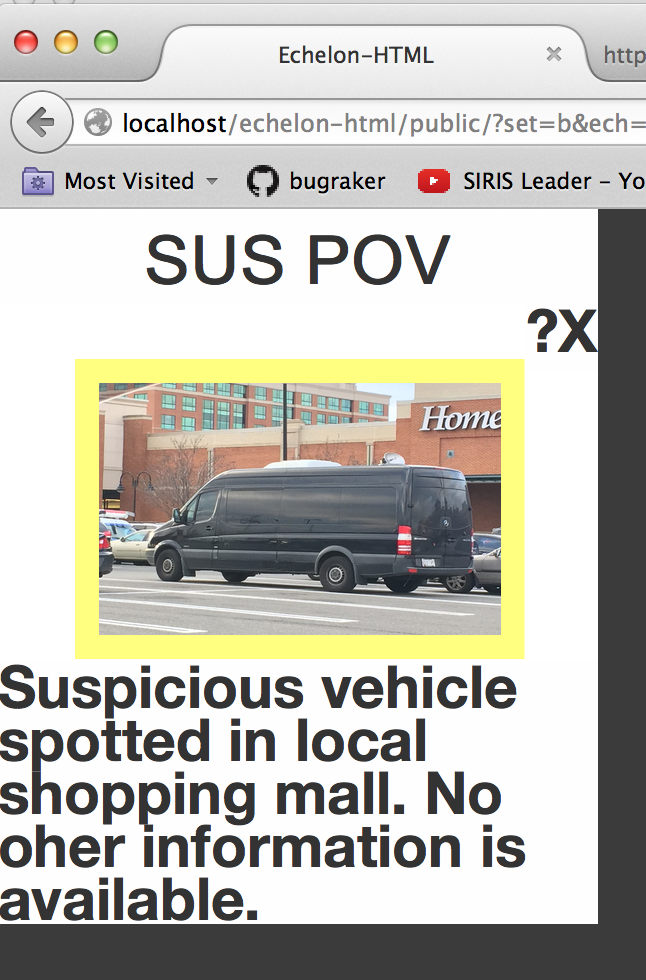 Echelon-HTML
http
localhost/echelon-html/public/?set=b&ech=
Most Visited
bugraker
SIRIS Leader – Yo
SUS POV
?X
Home
Suspicious vehicle
spotted in local
shopping mall. No
oher information is
available.